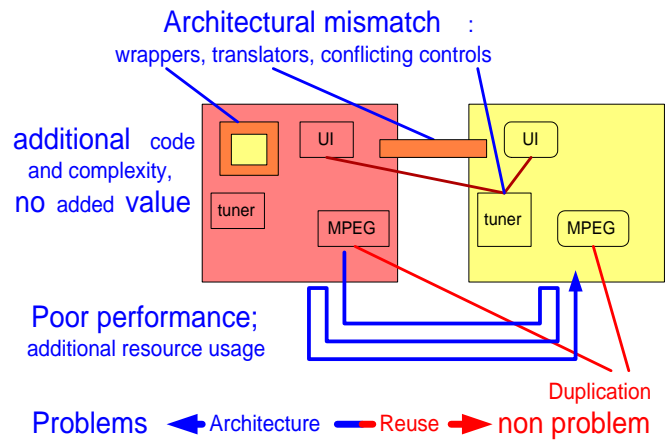 Architectural mismatch :
wrappers, translators, conflicting controls
additional code
and complexity,
no added value
UI
UI
tuner
tuner
MPEG
MPEG
Poor performance;
additional resource usage
Duplication
Problems Architecture Reuse non problem